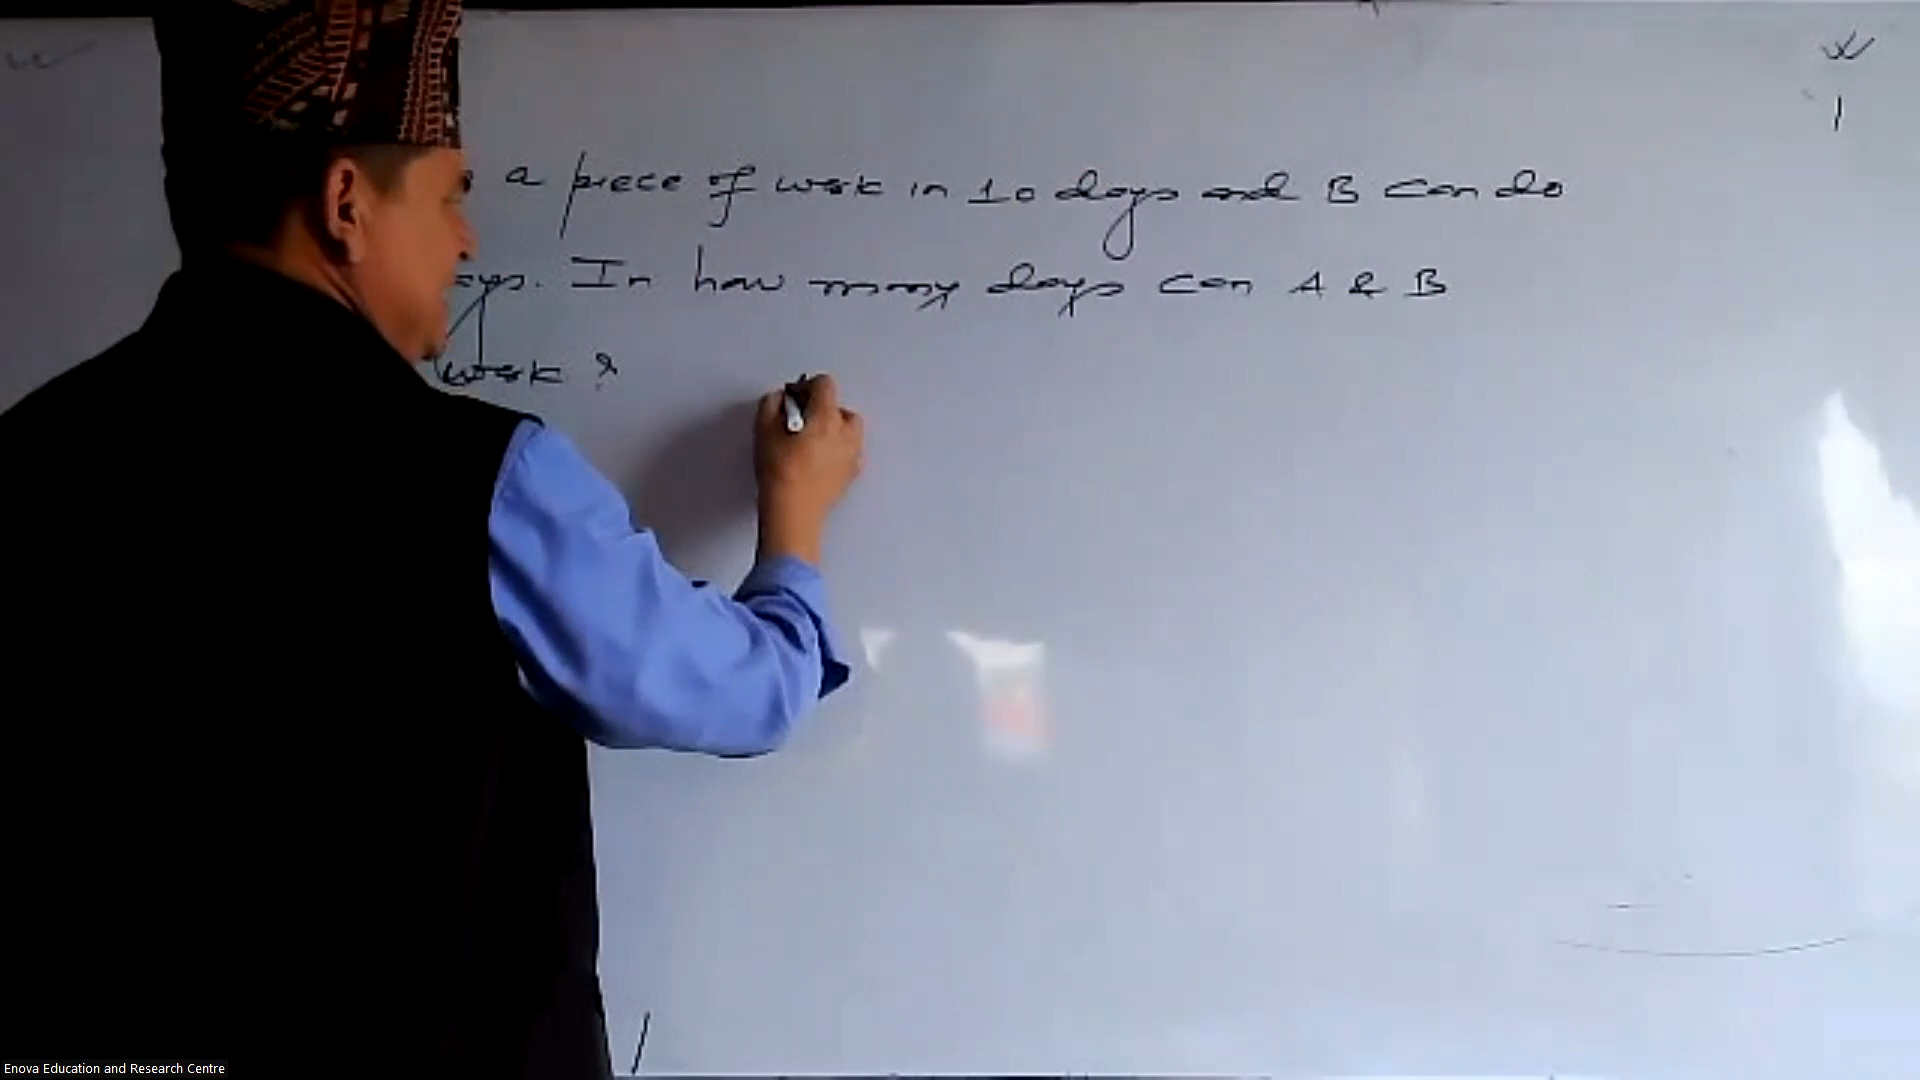 a piece of work in 10 days and B can do
ays. In how many days can A & B
work ?
Enova Education and Research Centre